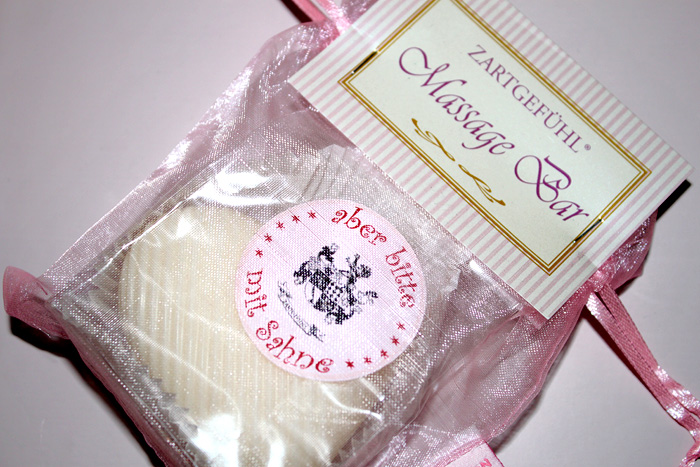 ZARTGEFÜHL®
Massage Bar
aber bitte
mit Sahne